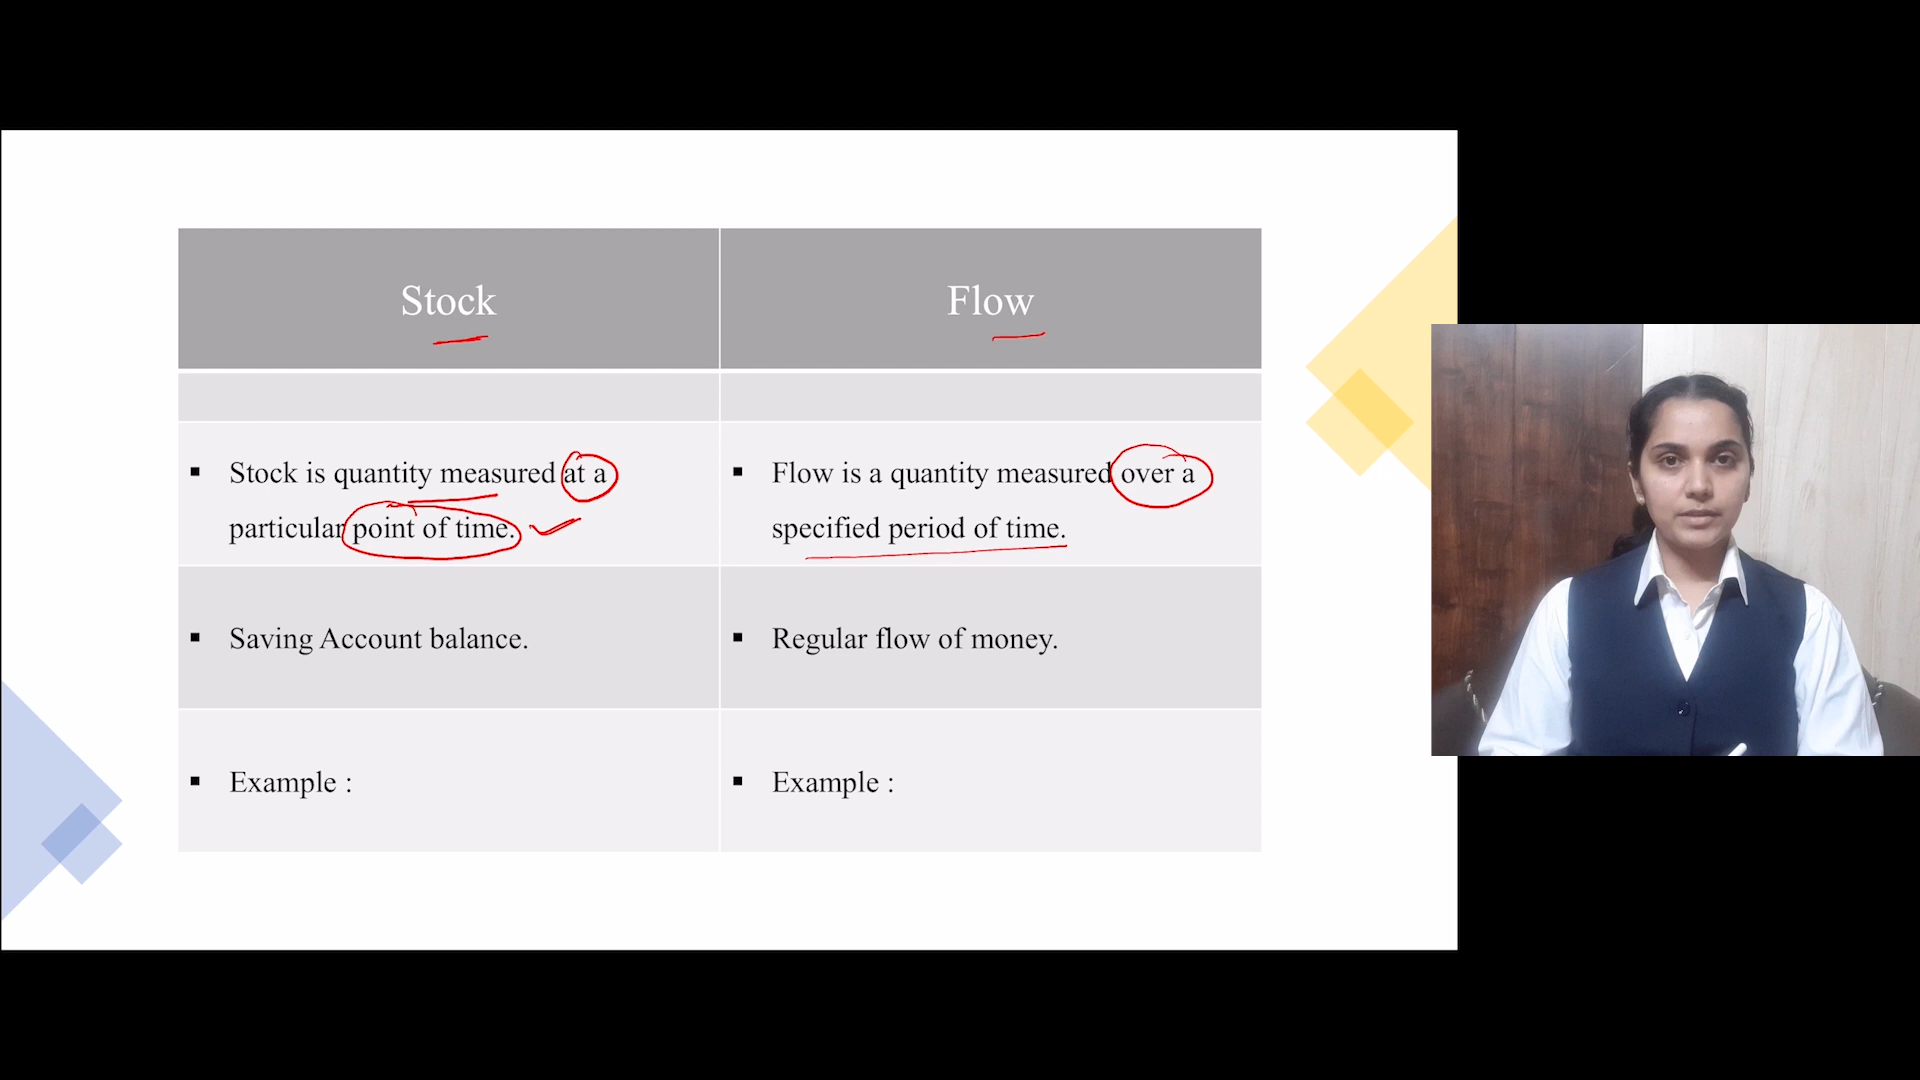 Stock
Flow
▪ Stock is quantity measured at a
particular point of time.
▪ Flow is a quantity measured over a
specified period of time.
▪ Saving Account balance.
▪ Regular flow of money.
▪ Example :
▪ Example :